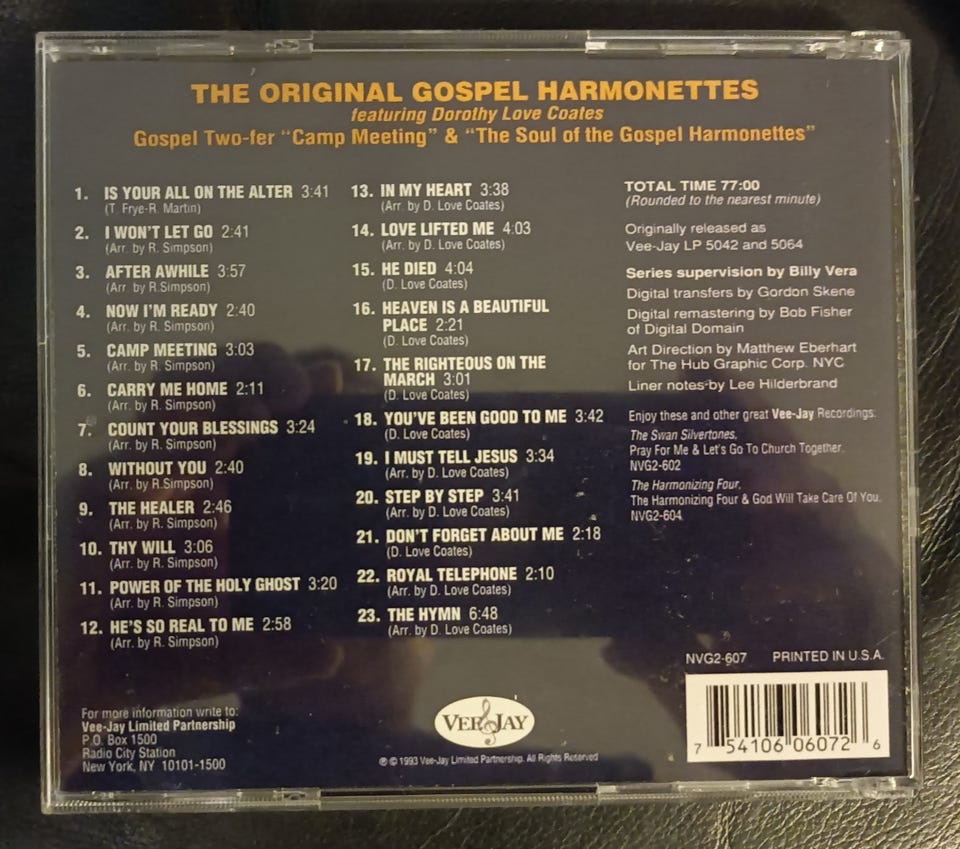 THE ORIGINAL GOSPEL HARMONETTES
featuring Dorothy Love Coates
Gospel Two-fer "Camp Meeting" & "The Soul of the Gospel Harmonettes"
1. IS YOUR ALL ON THE ALTER 3:41
(T. Frye-R. Martin)
2. I WON'T LET GO 2:41
(Arr. by R. Simpson)
3. AFTER AWHILE 3:57
(Arr. by R.Simpson)
4. NOW I'M READY 2:40
(Arr. by R. Simpson)
5. CAMP MEETING 3:03
(Arr. by R. Simpson)
6. CARRY ME HOME 2:11
(Arr. by R. Simpson)
7. COUNT YOUR BLESSINGS 3:24
(Arr. by R. Simpson)
8. WITHOUT YOU 2:40
(Arr. by R.Simpson)
9. THE HEALER 2:46
(Arr. by R. Simpson)
10. THY WILL 3:06
(Arr. by R. Simpson)
11. POWER OF THE HOLY GHOST 3:20
(Arr. by R. Simpson)
12. HE'S SO REAL TO ME 2:58
(Arr. by R. Simpson)
13. IN MY HEART 3:38
(Arr. by D. Love Coates)
14. LOVE LIFTED ME 4:03
(Arr. by D. Love Coates)
15. HE DIED 4:04
(D. Love Coates)
16. HEAVEN IS A BEAUTIFUL
PLACE 2:21
(D. Love Coates)
17. THE RIGHTEOUS ON THE
MARCH 3:01
(D. Love Coates)
18. YOU'VE BEEN GOOD TO ME 3:42
(D. Love Coates)
19. I MUST TELL JESUS 3:34
(Arr. by D. Love Coates)
20. STEP BY STEP 3:41
(Arr. by D. Love Coates)
21. DON'T FORGET ABOUT ME 2:18
(D. Love Coates)
22. ROYAL TELEPHONE 2:10
(Arr. by D. Love Coates)
23. THE HYMN 6:48
(Arr. by D. Love Coates)
TOTAL TIME 77:00
(Rounded to the nearest minute)
Originally released as
Vee-Jay LP 5042 and 5064
Series supervision by Billy Vera
Digital transfers by Gordon Skene
Digital remastering by Bob Fisher
of Digital Domain
Art Direction by Matthew Eberhart
for The Hub Graphic Corp. NYC
Liner notes by Lee Hilderbrand
Enjoy these and other great Vee-Jay Recordings:
The Swan Silvertones,
Pray For Me & Let's Go To Church Together.
NVG2-602
The Harmonizing Four,
The Harmonizing Four & God Will Take Care Of You.
NVG2-604
NVG2-607 PRINTED IN U.S.A.
7 54106 06072 6
For more information write to:
Vee-Jay Limited Partnership
P.O. Box 1500
Radio City Station
New York, NY 10101-1500
VEE JAY
℗ © 1993 Vee-Jay Limited Partnership. All Rights Reserved